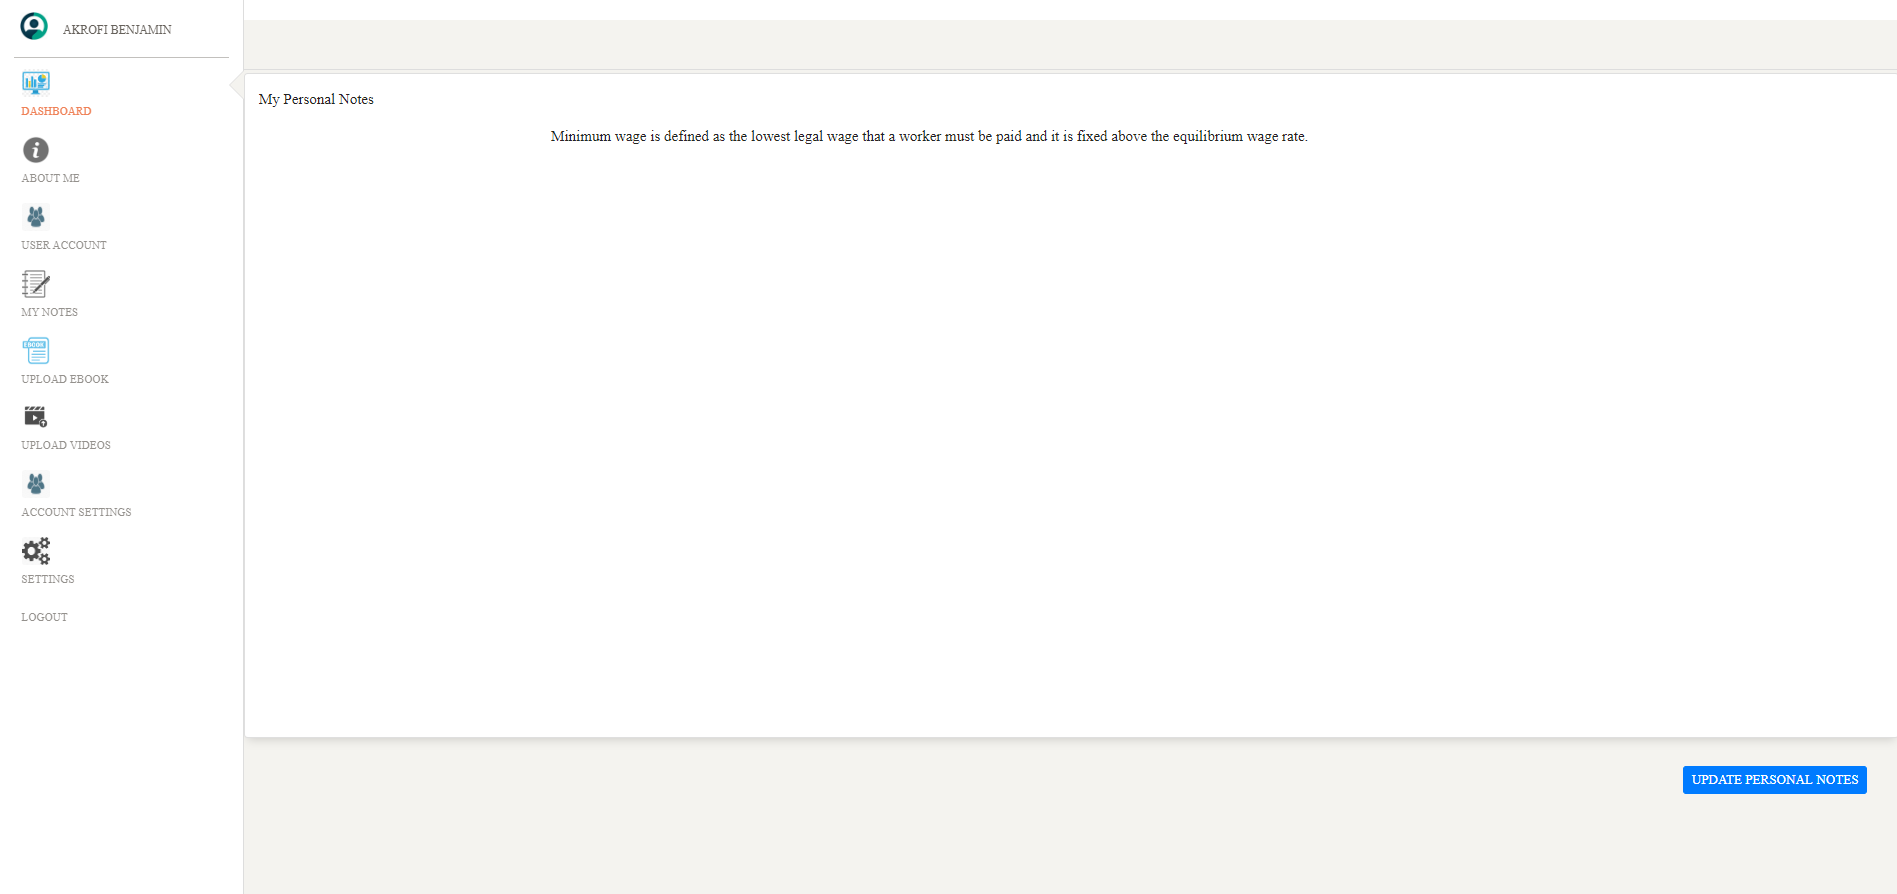 AKROFI BENJAMIN
DASHBOARD
ABOUT ME
USER ACCOUNT
MY NOTES
EBOOK
UPLOAD EBOOK
UPLOAD VIDEOS
ACCOUNT SETTINGS
SETTINGS
LOGOUT
My Personal Notes
Minimum wage is defined as the lowest legal wage that a worker must be paid and it is fixed above the equilibrium wage rate.
UPDATE PERSONAL NOTES